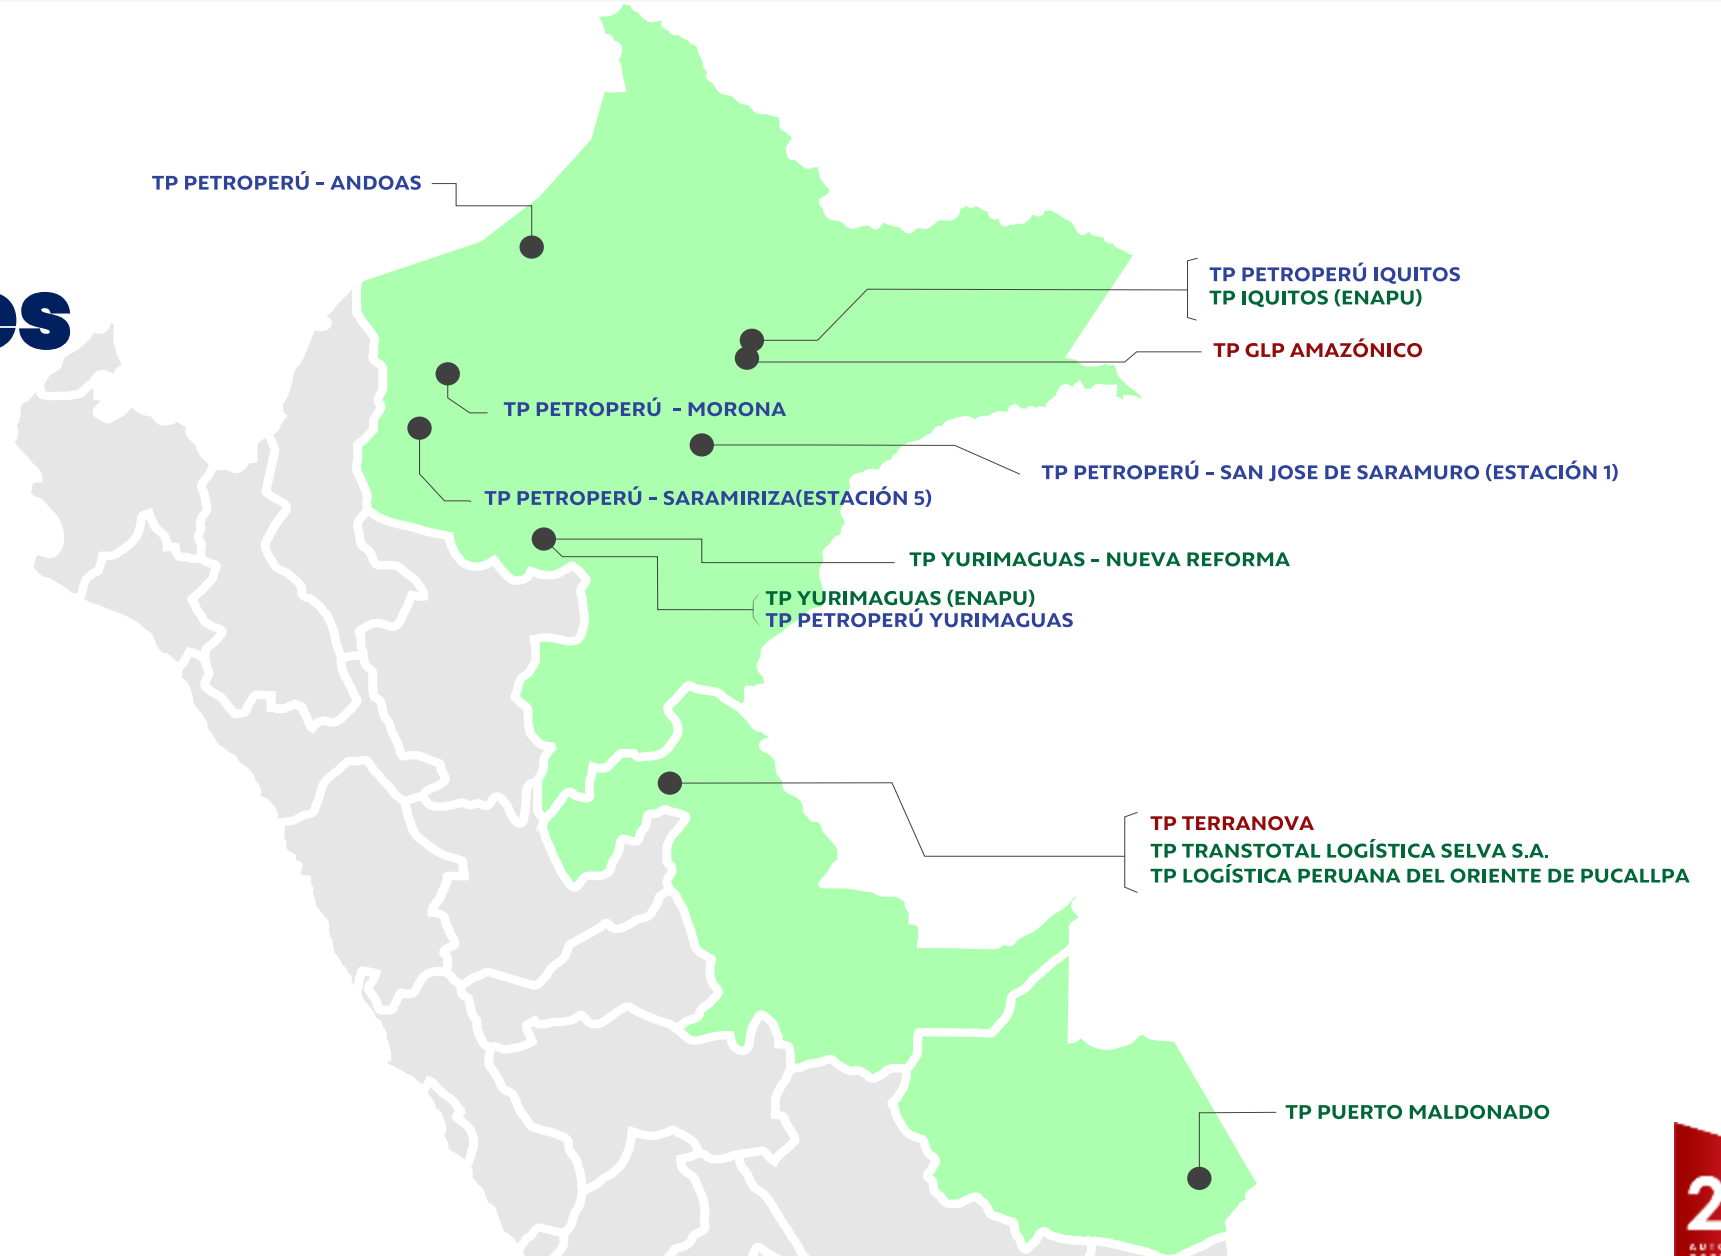 TP PETROPERÚ - ANDOAS
es
TP PETROPERÚ IQUITOS
TP IQUITOS (ENAPU)
TP GLP AMAZÓNICO
TP PETROPERÚ - MORONA
TP PETROPERÚ - SAN JOSE DE SARAMURO (ESTACIÓN 1)
TP PETROPERÚ - SARAMIRIZA(ESTACIÓN 5)
TP YURIMAGUAS - NUEVA REFORMA
TP YURIMAGUAS (ENAPU)
TP PETROPERÚ YURIMAGUAS
TP TERRANOVA
TP TRANSTOTAL LOGÍSTICA SELVA S.A.
TP LOGÍSTICA PERUANA DEL ORIENTE DE PUCALLPA
TP PUERTO MALDONADO
2